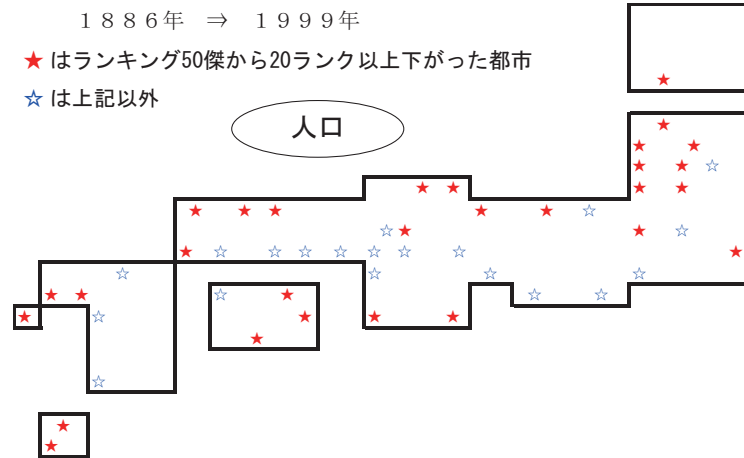 １８８６年 ⇒ １９９９年
★ はランキング50傑から20ランク以上下がった都市
☆ は上記以外
人口